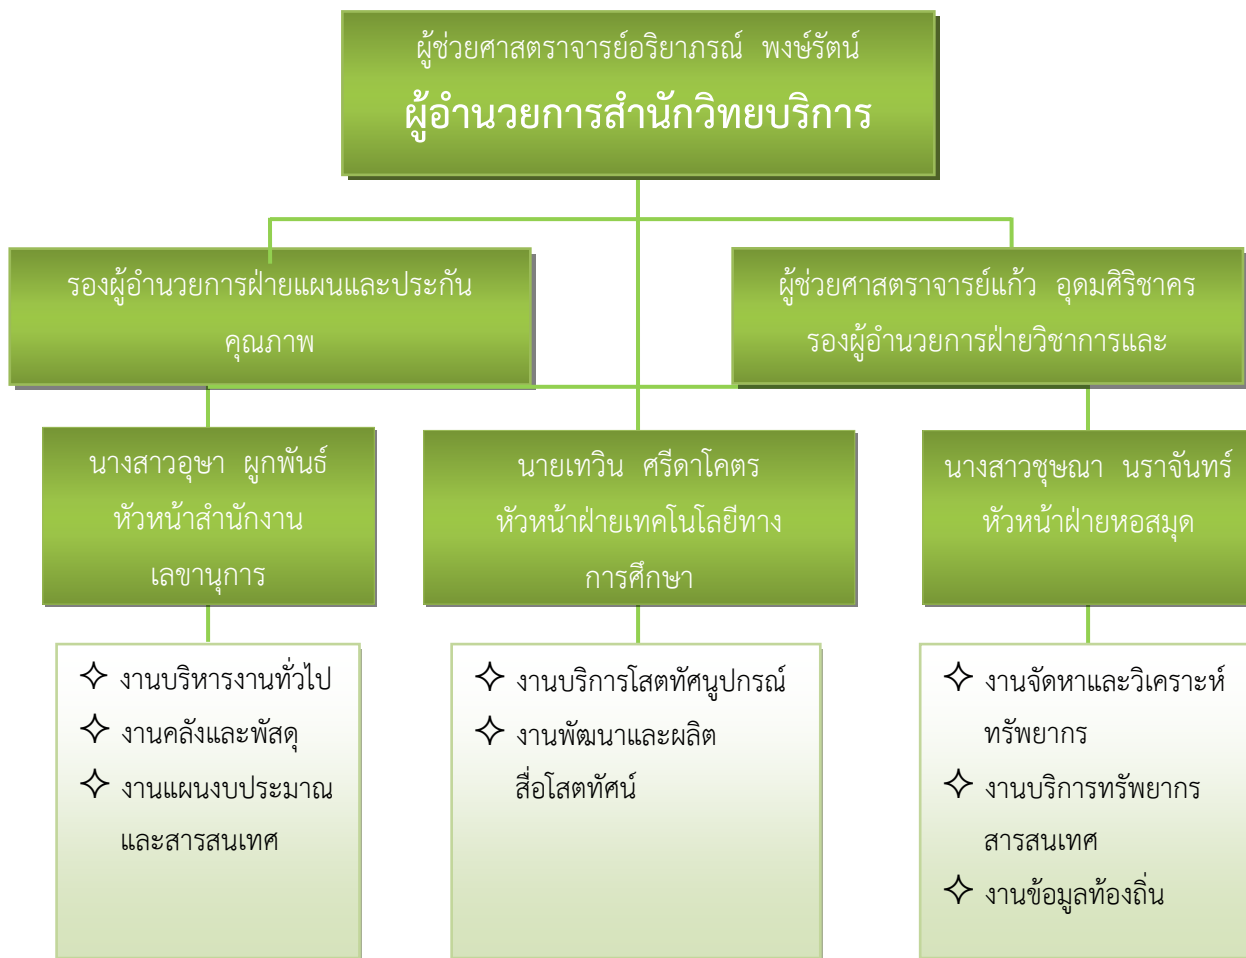 ผู้ช่วยศาสตราจารย์อริยาภรณ์ พงษ์รัตน์
ผู้อำนวยการสำนักวิทยบริการ
รองผู้อำนวยการฝ่ายแผนและประกัน
คุณภาพ
ผู้ช่วยศาสตราจารย์แก้ว อุดมศิริชาคร
รองผู้อำนวยการฝ่ายวิชาการและ
นางสาวอุษา ผูกพันธ์
หัวหน้าสำนักงาน
เลขานุการ
นายเทวิน ศรีดาโคตร
หัวหน้าฝ่ายเทคโนโลยีทาง
การศึกษา
นางสาวชุษณา นราจันทร์
หัวหน้าฝ่ายหอสมุด
✧ งานบริหารงานทั่วไป
✧ งานคลังและพัสดุ
✧ งานแผนงบประมาณ
และสารสนเทศ
✧ งานบริการโสตทัศนูปกรณ์
✧ งานพัฒนาและผลิต
สื่อโสตทัศน์
✧ งานจัดหาและวิเคราะห์
ทรัพยากร
✧ งานบริการทรัพยากร
สารสนเทศ
✧ งานข้อมูลท้องถิ่น